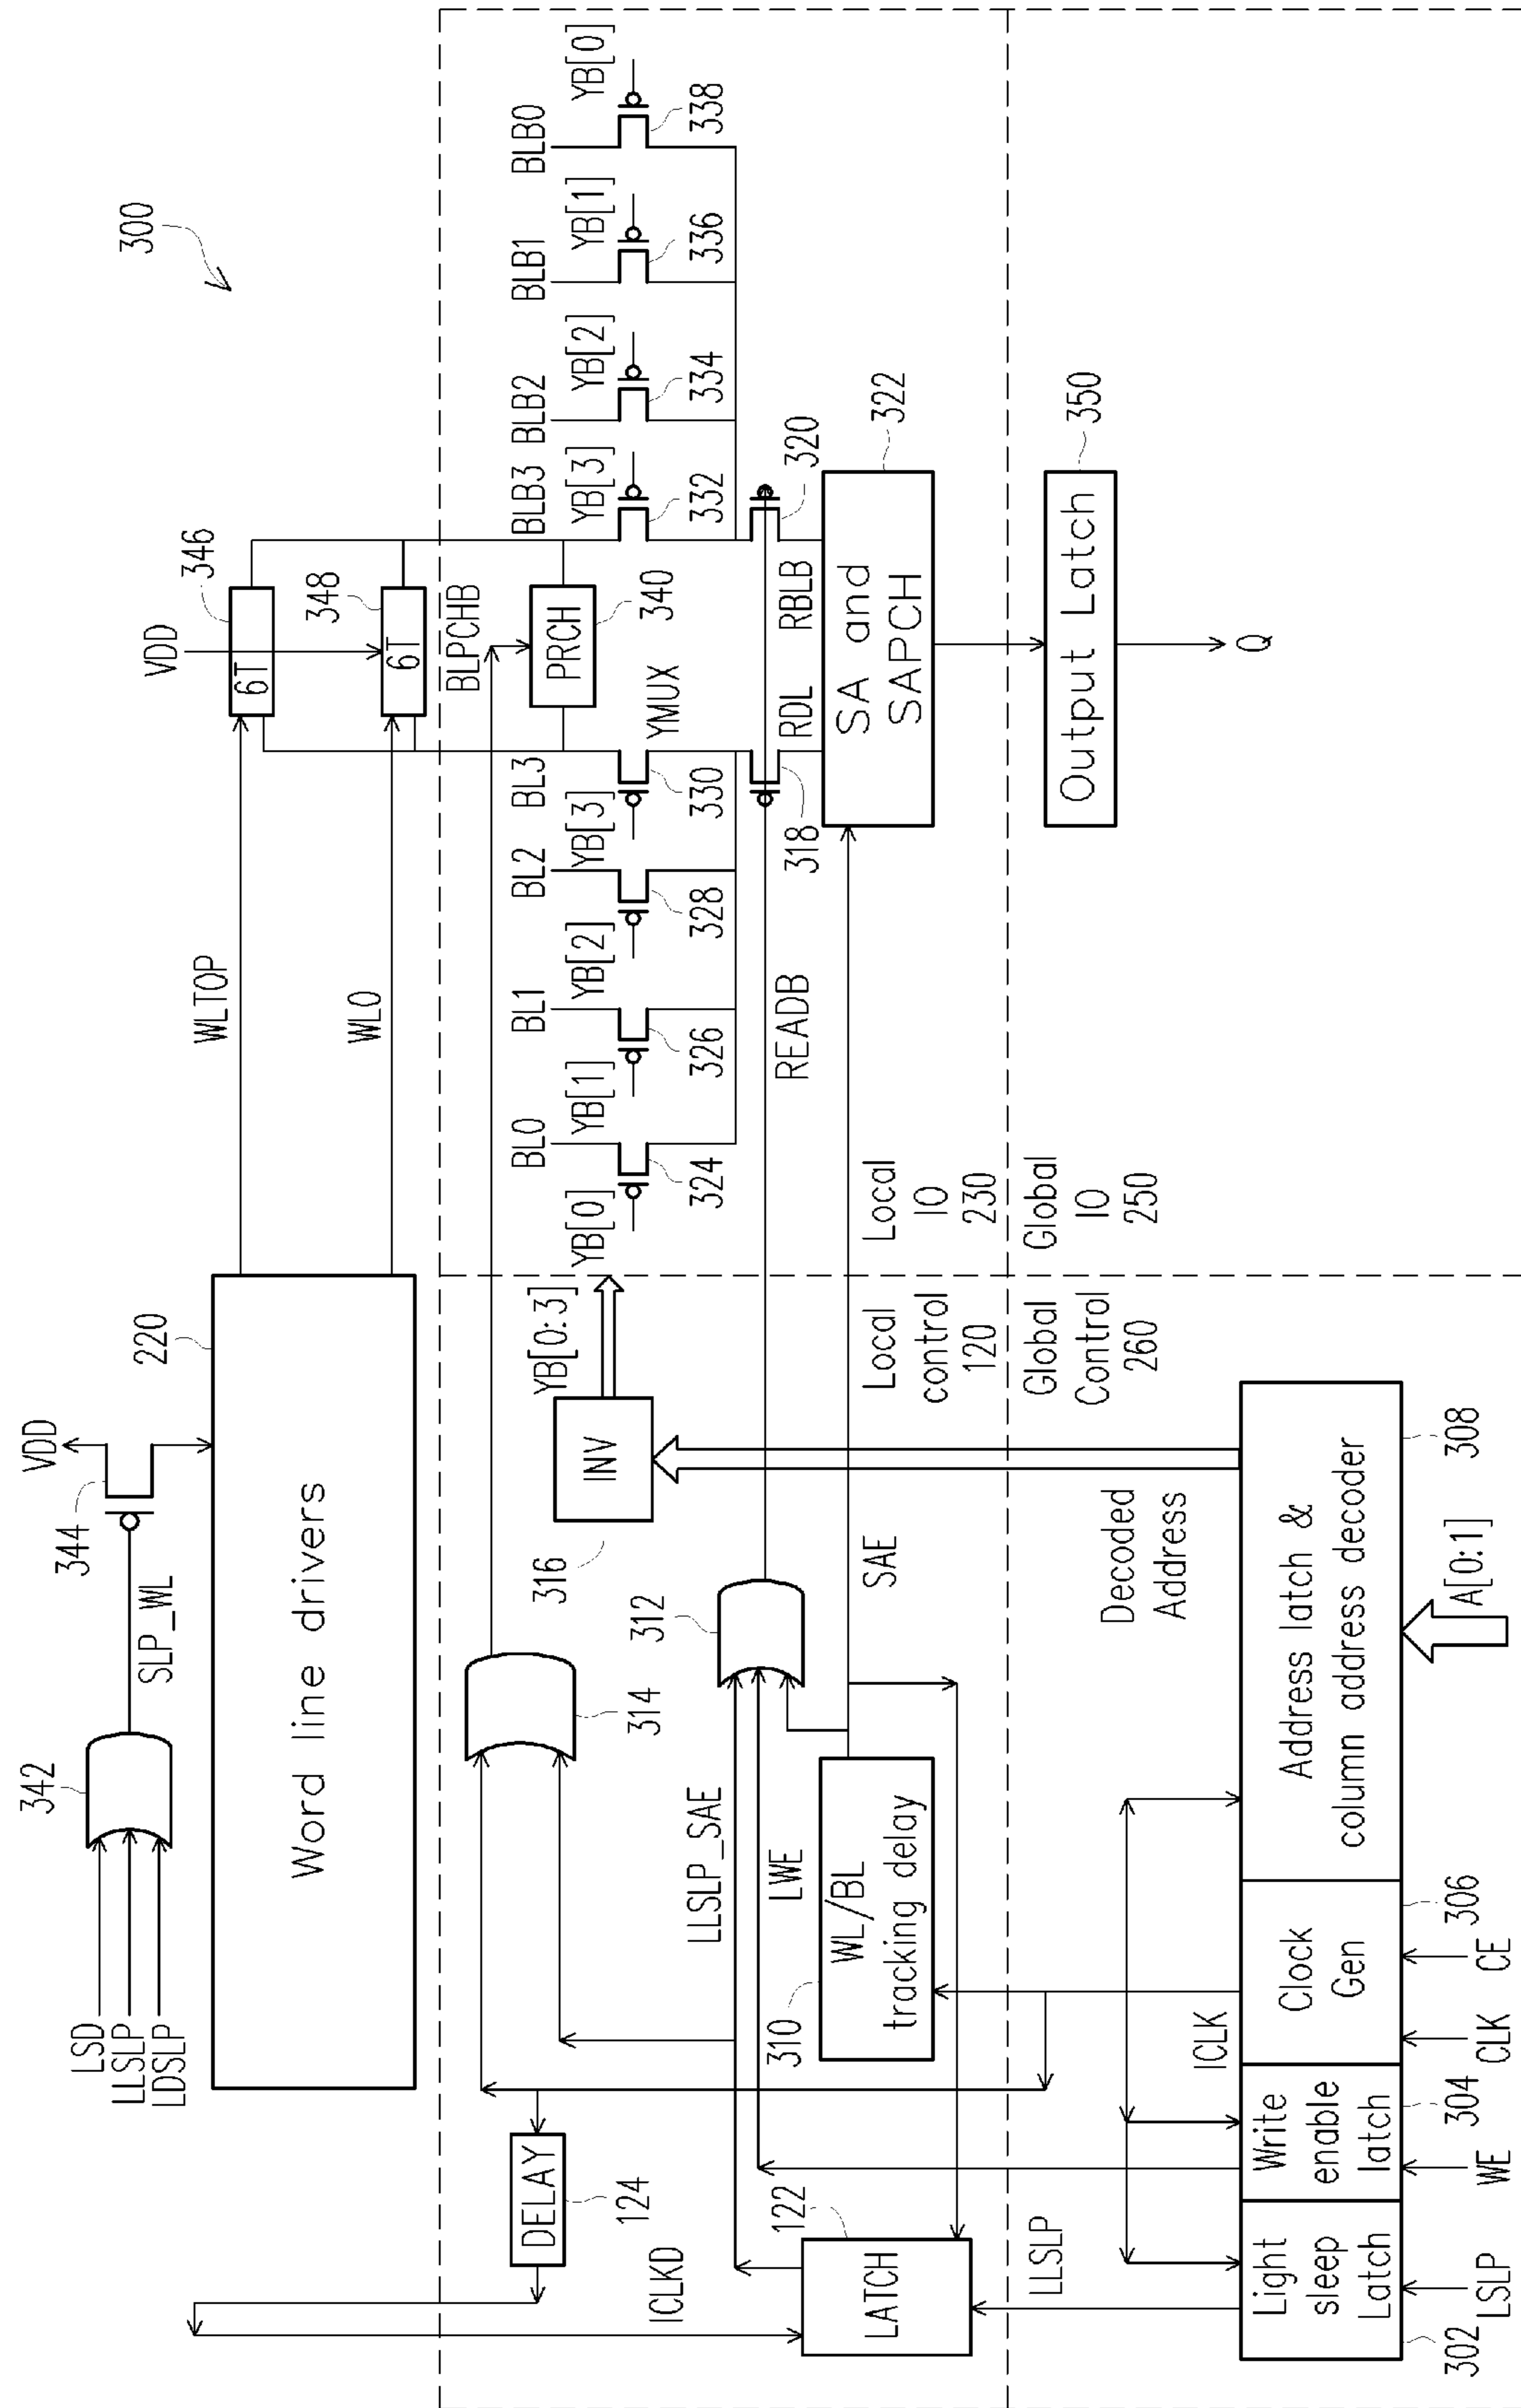 300
LSD
LLSLP
LDSLP
342
SLP_WL
344
VDD
220
Word line drivers
WLTOP
WL0
VDD
346
6T
348
6T
BLPCHB
PRCH
340
BL0
BL1
BL2
BL3
BLB3
BLB2
BLB1
BLB0
YB[0]
YB[1]
YB[2]
YB[3]
YB[3]
YB[2]
YB[1]
YB[0]
324
326
328
330
YMUX
332
334
336
338
DELAY
124
ICLKD
314
INV
316
YB[0:3]
312
LLSLP_SAE
LWE
READB
318
RDL
RBLB
320
LATCH
122
310
WL/BL
tracking delay
SAE
SA and
SAPCH
322
Local
control
120
Local
IO
230
Global
Control
260
Global
IO
250
LLSLP
ICLK
Decoded
Address
Output Latch
350
Q
Light
sleep
Latch
Write
enable
latch
Clock
Gen
Address latch &
column address decoder
302
LSLP
WE
304
CLK
CE
306
A[0:1]
308